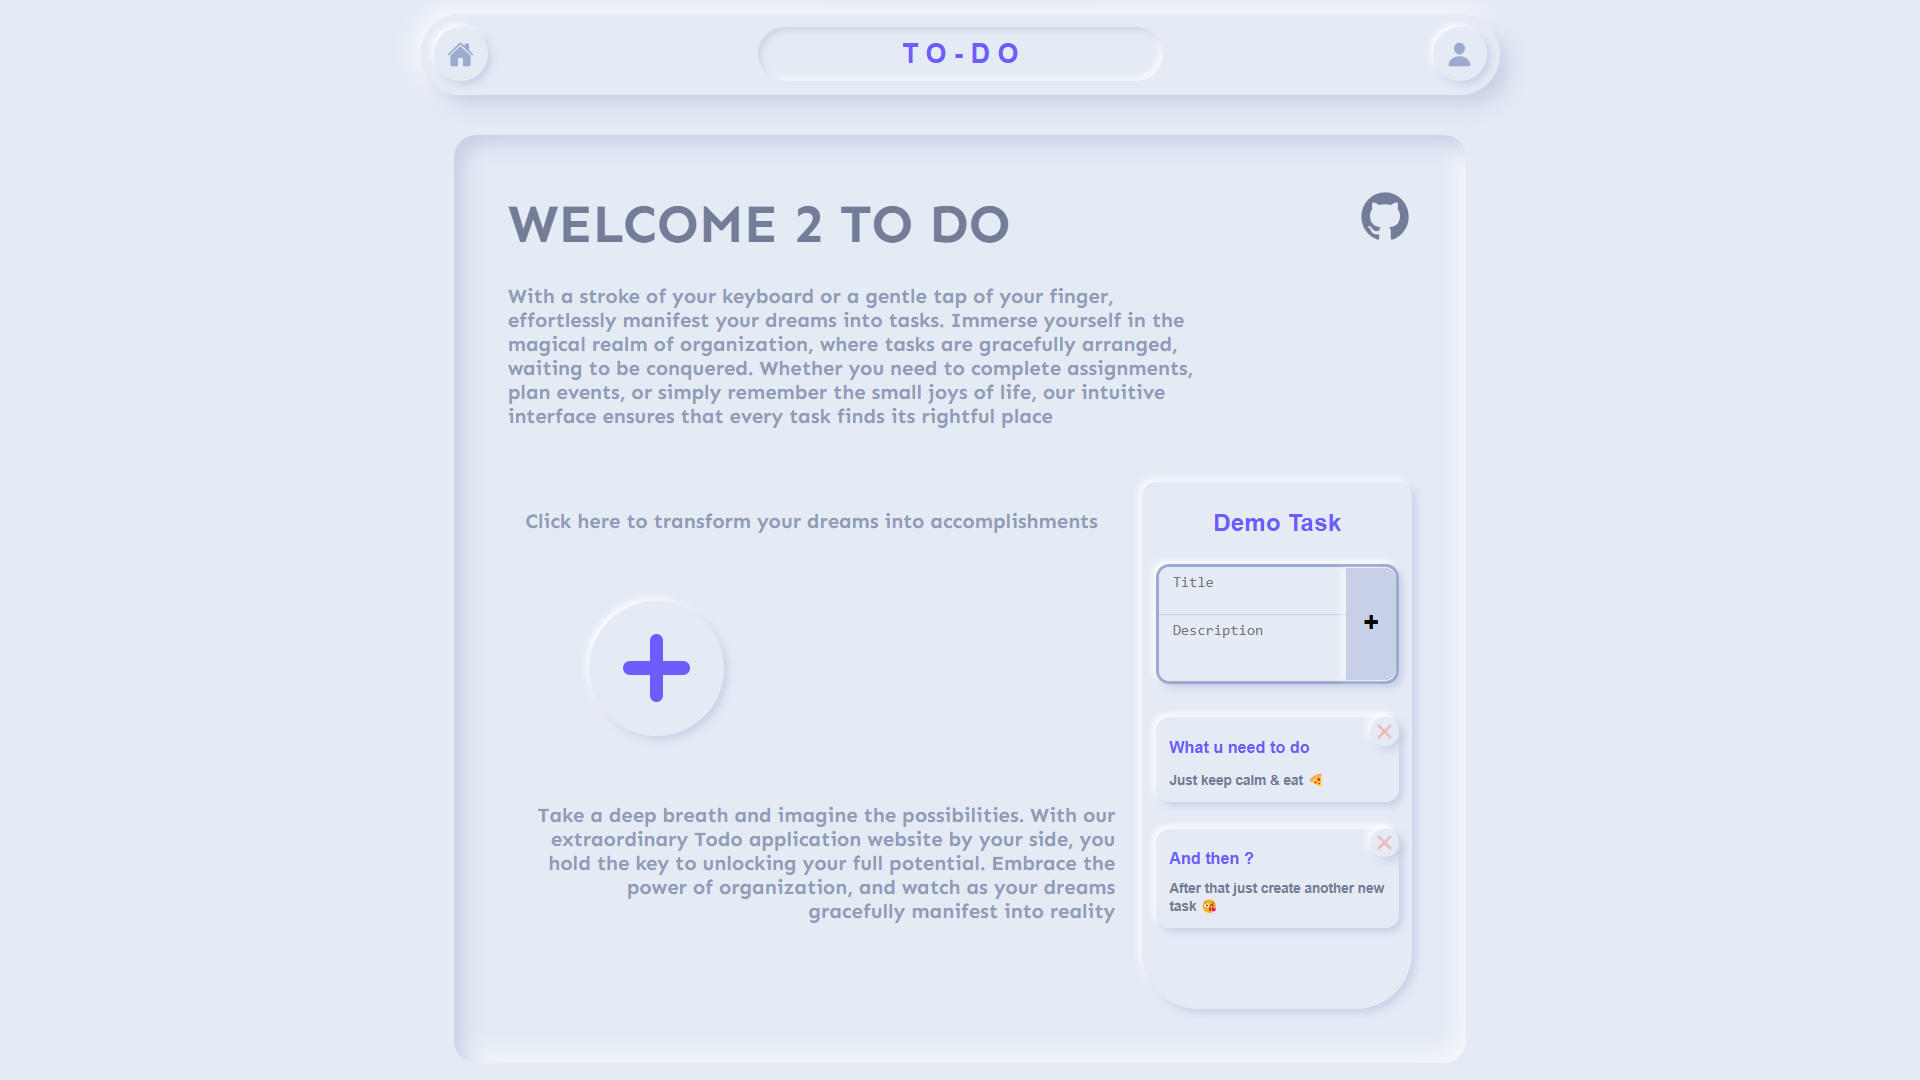 TO-DO
WELCOME 2 TO DO
With a stroke of your keyboard or a gentle tap of your finger,
effortlessly manifest your dreams into tasks. Immerse yourself in the
magical realm of organization, where tasks are gracefully arranged,
waiting to be conquered. Whether you need to complete assignments,
plan events, or simply remember the small joys of life, our intuitive
interface ensures that every task finds its rightful place
Click here to transform your dreams into accomplishments
Take a deep breath and imagine the possibilities. With our
extraordinary Todo application website by your side, you
hold the key to unlocking your full potential. Embrace the
power of organization, and watch as your dreams
gracefully manifest into reality
Demo Task
Title
Description
+
What u need to do
Just keep calm & eat 🍕
And then ?
After that just create another new
task 😘